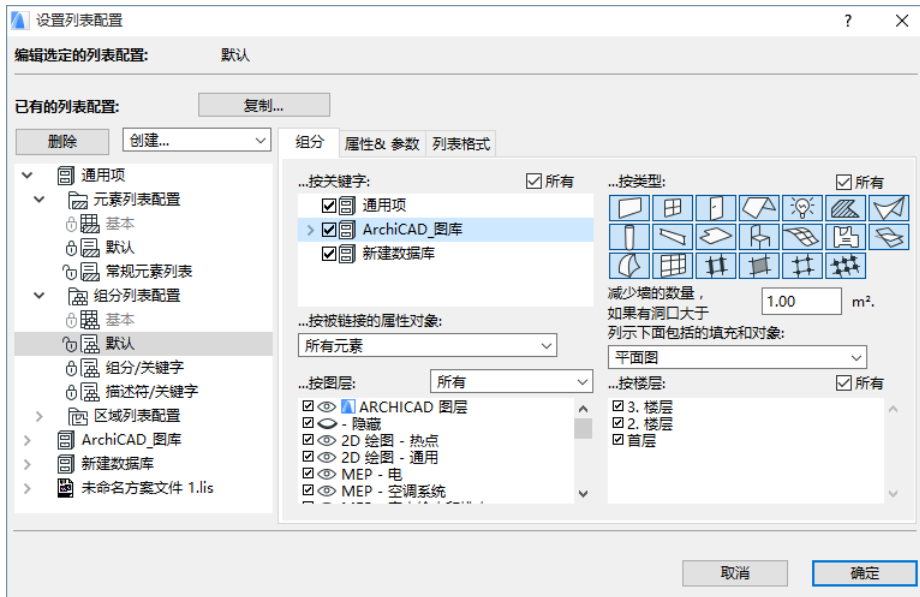 设置列表配置
?
编辑选定的列表配置: 默认
已有的列表配置: 复制...
删除 创建...
通用项
元素列表配置
基本
默认
常规元素列表
组分列表配置
基本
默认
组分/关键字
描述符/关键字
区域列表配置
ArchiCAD_图库
新建数据库
未命名方案文件 1.lis
组分 属性& 参数 列表格式
...按关键字: 所有
通用项
ArchiCAD_图库
新建数据库
...按被链接的属性对象:
所有元素
...按图层: 所有
ARCHICAD 图层
- 隐藏
2D 绘图 - 热点
2D 绘图 - 通用
MEP - 电
MEP - 空调系统
...按类型: 所有
减少墙的数量，
如果有洞口大于 1.00 m².
列示下面包括的填充和对象:
平面图
...按楼层: 所有
3. 楼层
2. 楼层
首层
取消 确定